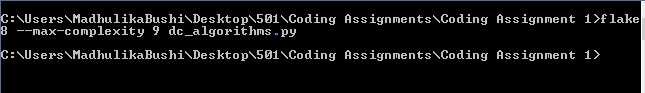 C:\Users\MadhulikaBushi\Desktop\501\Coding Assignments\Coding Assignment 1>flake
8 --max-complexity 9 dc_algorithms.py
C:\Users\MadhulikaBushi\Desktop\501\Coding Assignments\Coding Assignment 1>